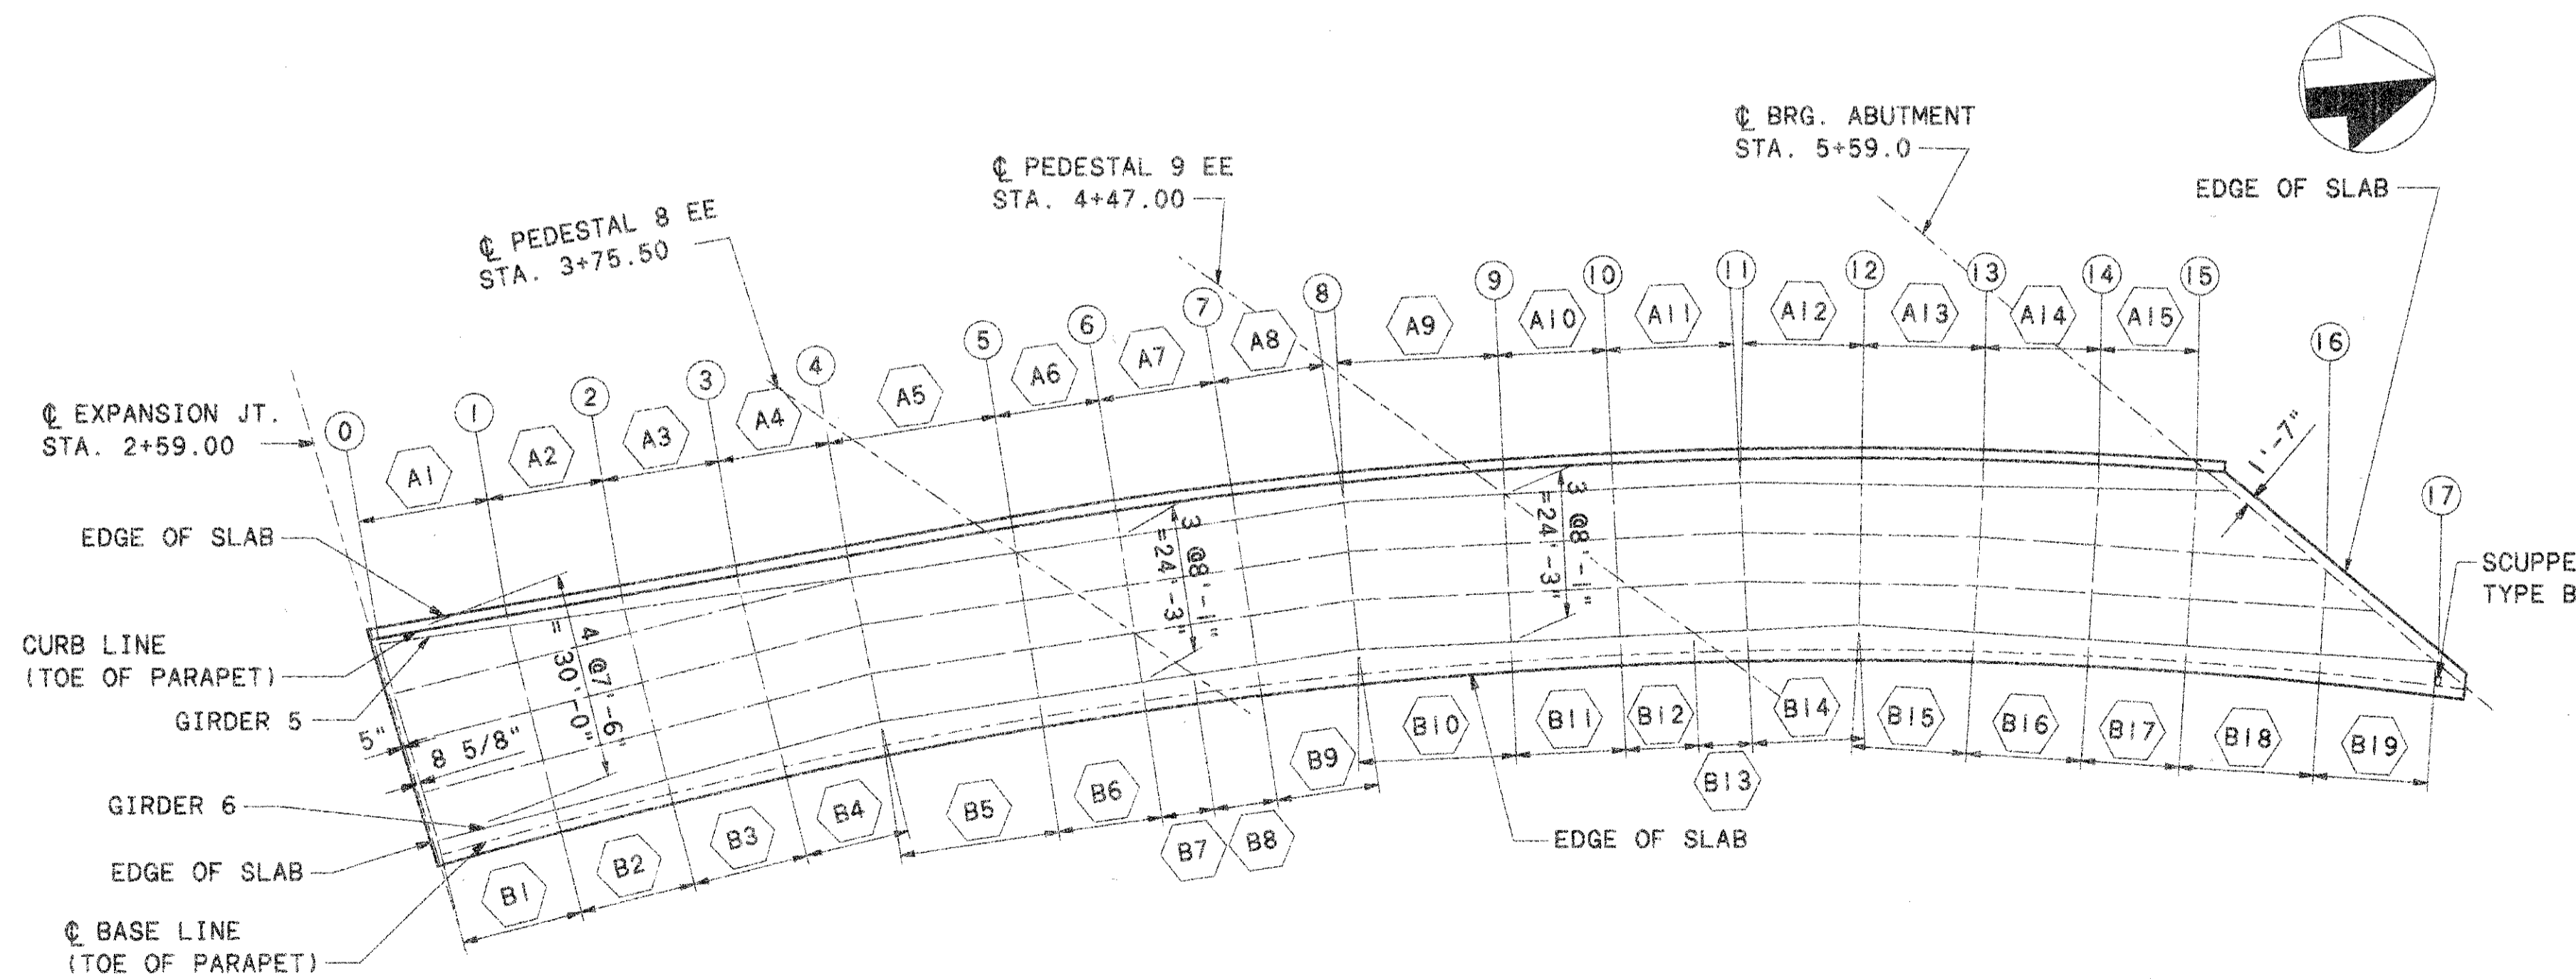 ℄ BRG. ABUTMENT
STA. 5+59.0
℄ PEDESTAL 9 EE
STA. 4+47.00
EDGE OF SLAB
℄ PEDESTAL 8 EE
STA. 3+75.50
℄ EXPANSION JT.
STA. 2+59.00
0
1
2
3
4
5
6
7
8
9
10
11
12
13
14
15
16
17
A1
A2
A3
A4
A5
A6
A7
A8
A9
A10
A11
A12
A13
A14
A15
1'-7"
EDGE OF SLAB
CURB LINE
(TOE OF PARAPET)
GIRDER 5
5"
8 5/8"
4 @7'-6"
= 30'-0"
3 @8'-1"
=24'-3"
3 @8'-1"
=24'-3"
SCUPPE
TYPE B
GIRDER 6
EDGE OF SLAB
℄ BASE LINE
(TOE OF PARAPET)
B1
B2
B3
B4
B5
B6
B7
B8
B9
B10
B11
B12
B13
B14
B15
B16
B17
B18
B19
EDGE OF SLAB